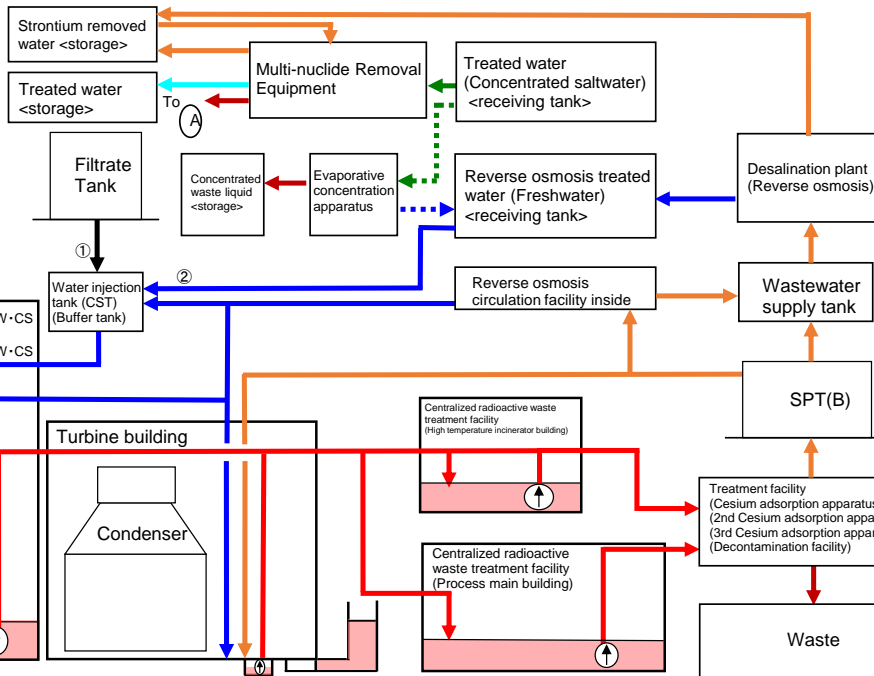 Strontium removed
water <storage>
Treated water
<storage>
To
A
Multi-nuclide Removal
Equipment
Treated water
(Concentrated saltwater)
<receiving tank>
Filtrate
Tank
Concentrated
waste liquid
<storage>
Evaporative
concentration
apparatus
Reverse osmosis treated
water (Freshwater)
<receiving tank>
Desalination plant
(Reverse osmosis)
①
②
Water injection
tank (CST)
(Buffer tank)
Reverse osmosis
circulation facility inside
Wastewater
supply tank
W・CS
W・CS
SPT(B)
Turbine building
Condenser
Centralized radioactive waste
treatment facility
(High temperature incinerator building)
Treatment facility
(Cesium adsorption apparatus
(2nd Cesium adsorption appa
(3rd Cesium adsorption appar
(Decontamination facility)
Centralized radioactive
waste treatment facility
(Process main building)
Waste